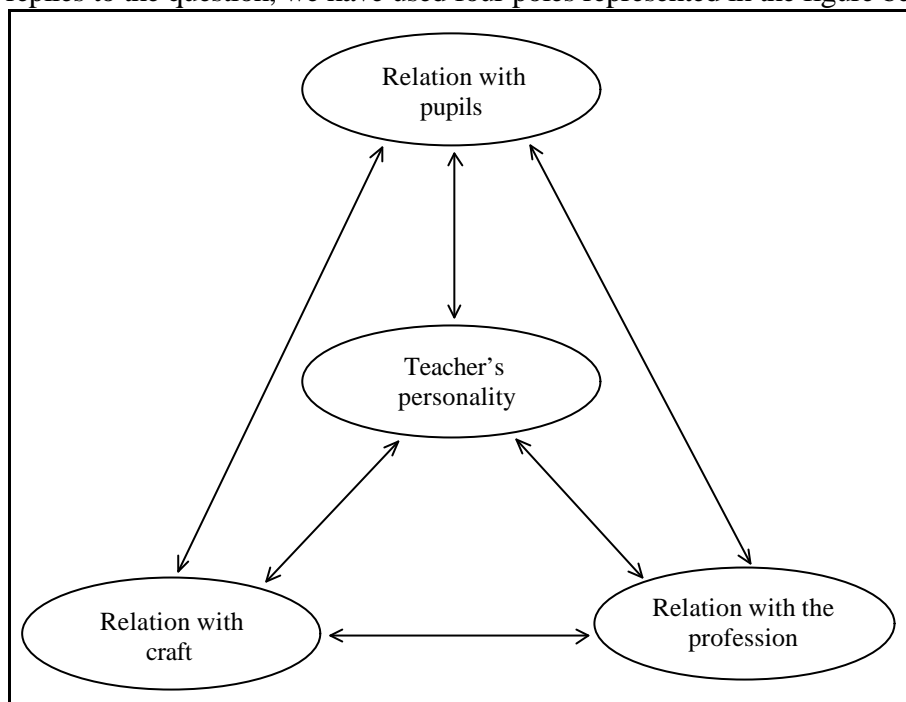 replies to the question, we have used four poles represented in the figure
Relation with
pupils
Teacher's
personality
Relation with
craft
Relation with the
profession